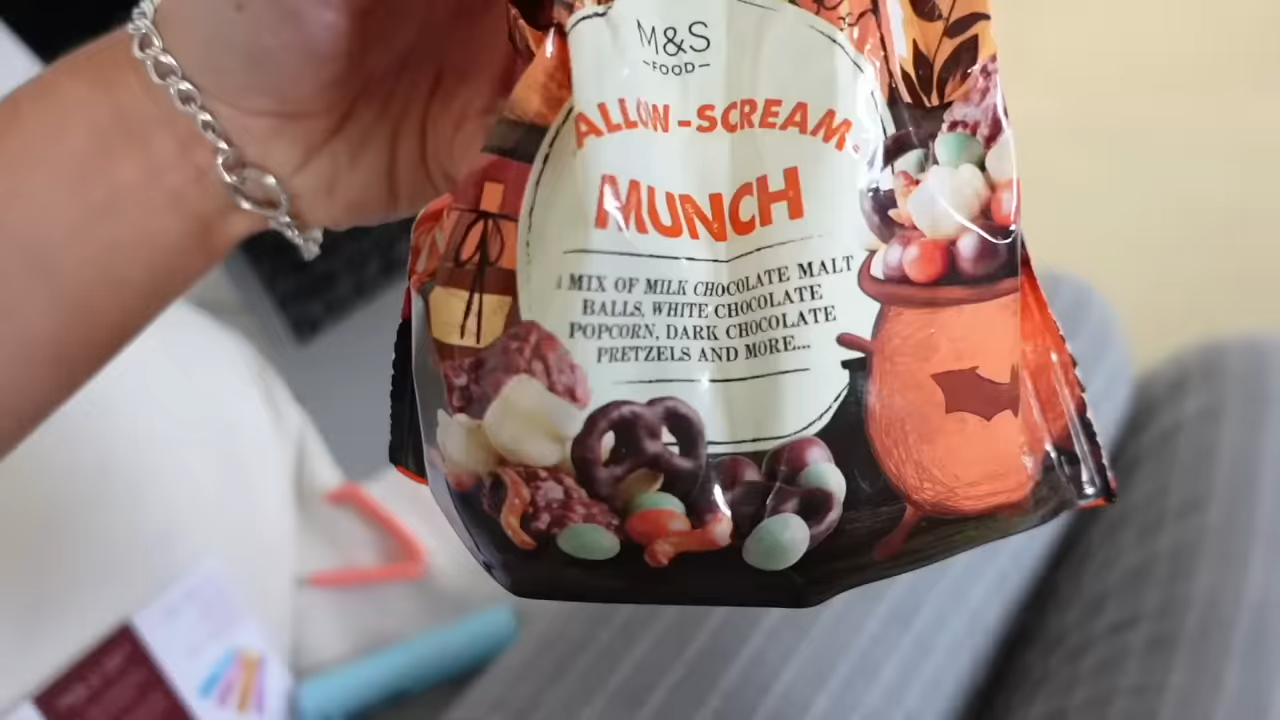 M&S
FOOD
ALLOW-SCREAM
MUNCH
A MIX OF MILK CHOCOLATE MALT
BALLS, WHITE CHOCOLATE
POPCORN, DARK CHOCOLATE
PRETZELS AND MORE...